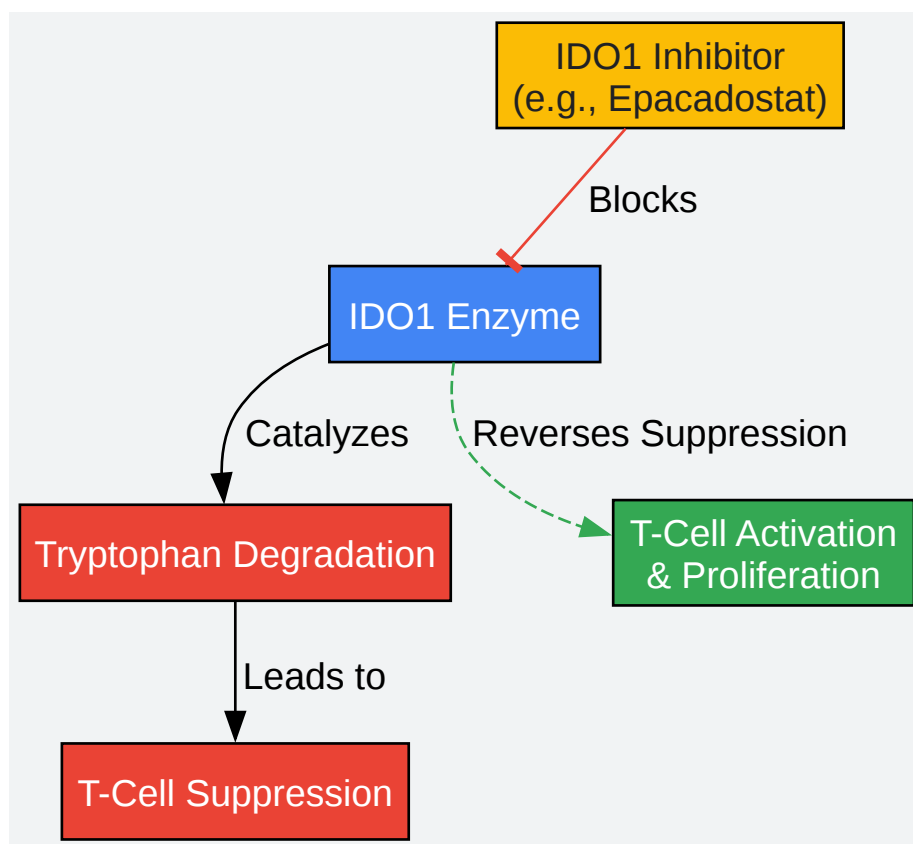 IDO1 Inhibitor
(e.g., Epacadostat)
Blocks
IDO1 Enzyme
Catalyzes
Reverses Suppression
Tryptophan Degradation
T-Cell Activation
& Proliferation
Leads to
T-Cell Suppression